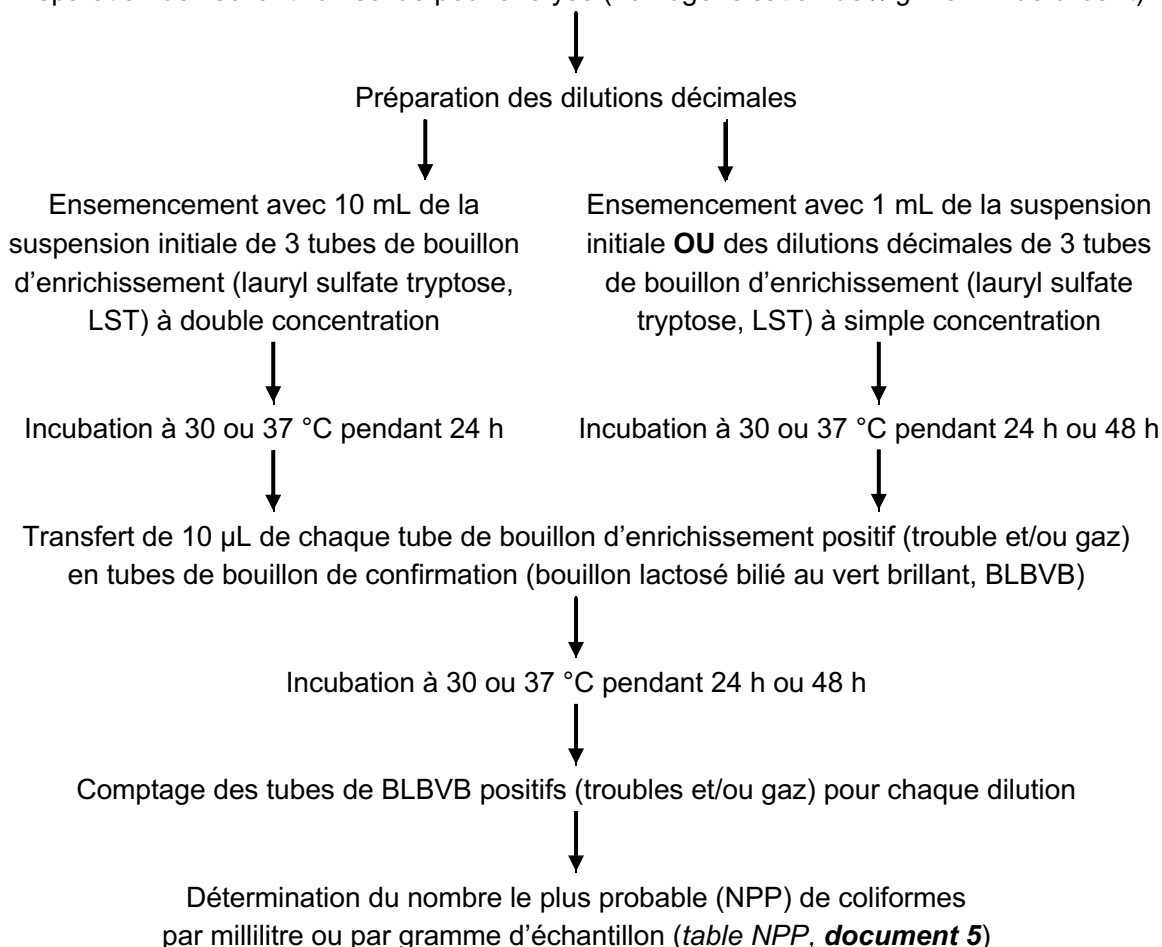 Préparation des dilutions décimales
Ensemencement avec 10 mL de la
suspension initiale de 3 tubes de bouillon
d'enrichissement (lauryl sulfate tryptose,
LST) à double concentration
Ensemencement avec 1 mL de la suspension
initiale OU des dilutions décimales de 3 tubes
de bouillon d'enrichissement (lauryl sulfate
tryptose, LST) à simple concentration
Incubation à 30 ou 37 °C pendant 24 h
Incubation à 30 ou 37 °C pendant 24 h ou 48 h
Transfert de 10 µL de chaque tube de bouillon d'enrichissement positif (trouble et/ou gaz)
en tubes de bouillon de confirmation (bouillon lactosé bilié au vert brillant, BLBVB)
Incubation à 30 ou 37 °C pendant 24 h ou 48 h
Comptage des tubes de BLBVB positifs (troubles et/ou gaz) pour chaque dilution
Détermination du nombre le plus probable (NPP) de coliformes
par millilitre ou par gramme d'échantillon (table NPP, document 5)